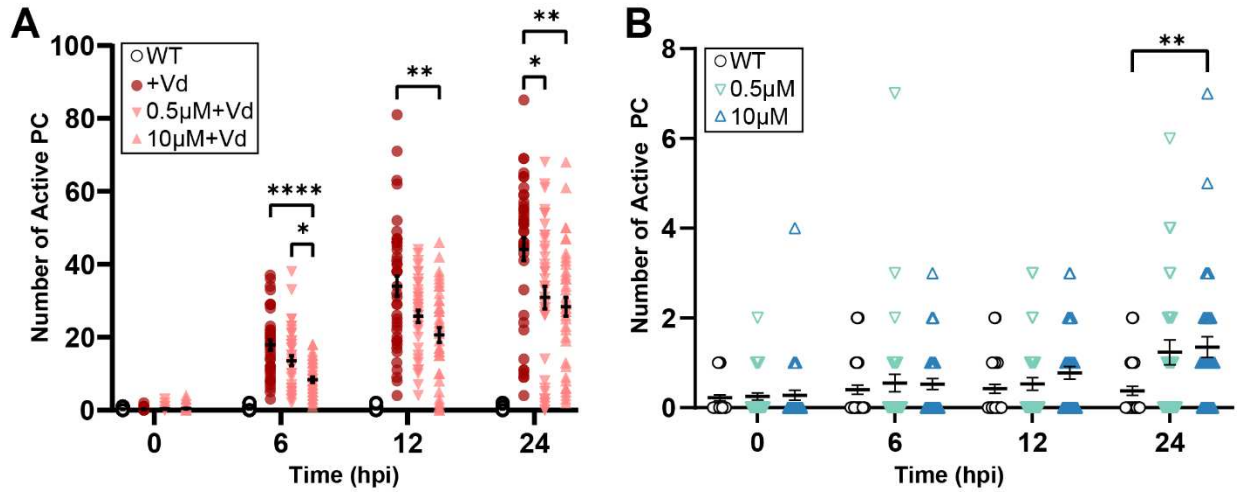 A
Number of Active PC
100
80
60
40
20
0
WT
+Vd
0.5µM+Vd
10µM+Vd
****
*
**
*
**
0
6
12
24
Time (hpi)
B
Number of Active PC
8
6
4
2
0
WT
0.5µM
10µM
**
0
6
12
24
Time (hpi)